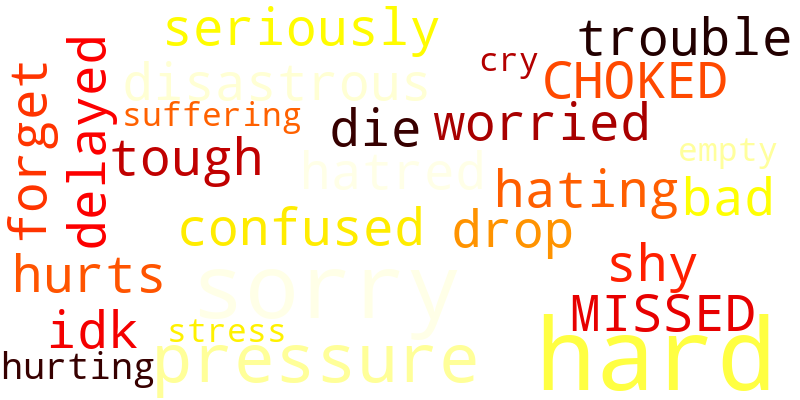 seriously
trouble
cry
disastrous
CHOKED
forget
delayed
suffering
die
worried
tough
hatred
empty
hating
bad
confused
drop
hurts
sorry
shy
idk
stress
MISSED
hurting
pressure
hard